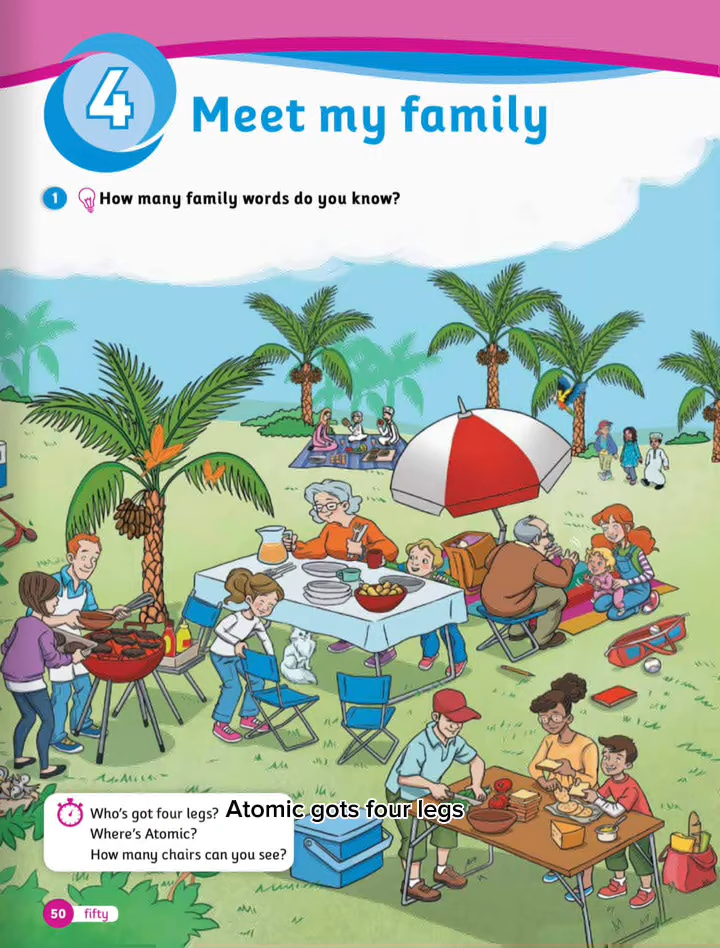 4
Meet my family
1 How many family words do you know?
Who's got four legs? Atomic gots four legs
Where's Atomic?
How many chairs can you see?
50 fifty